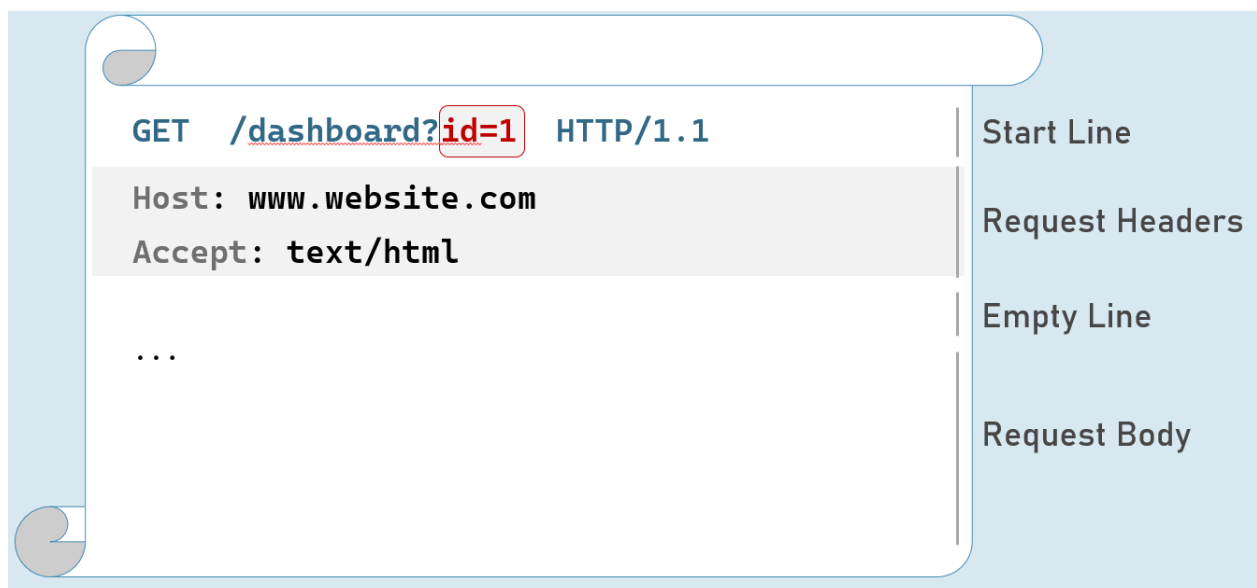 GET /dashboard?id=1 HTTP/1.1
Start Line
Host: www.website.com
Accept: text/html
Request Headers
Empty Line
...
Request Body